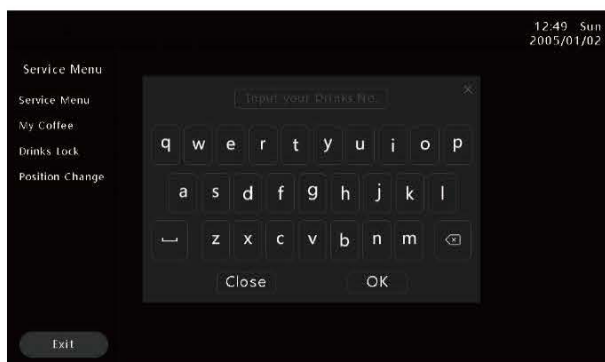 12:49 Sun
2005/01/02
Service Menu
Service Menu
My Coffee
Drinks Lock
Position Change
Input your Drinks No.
×
q w e r t y u i o p
a s d f g h j k l
z x c v b n m
Close OK
Exit